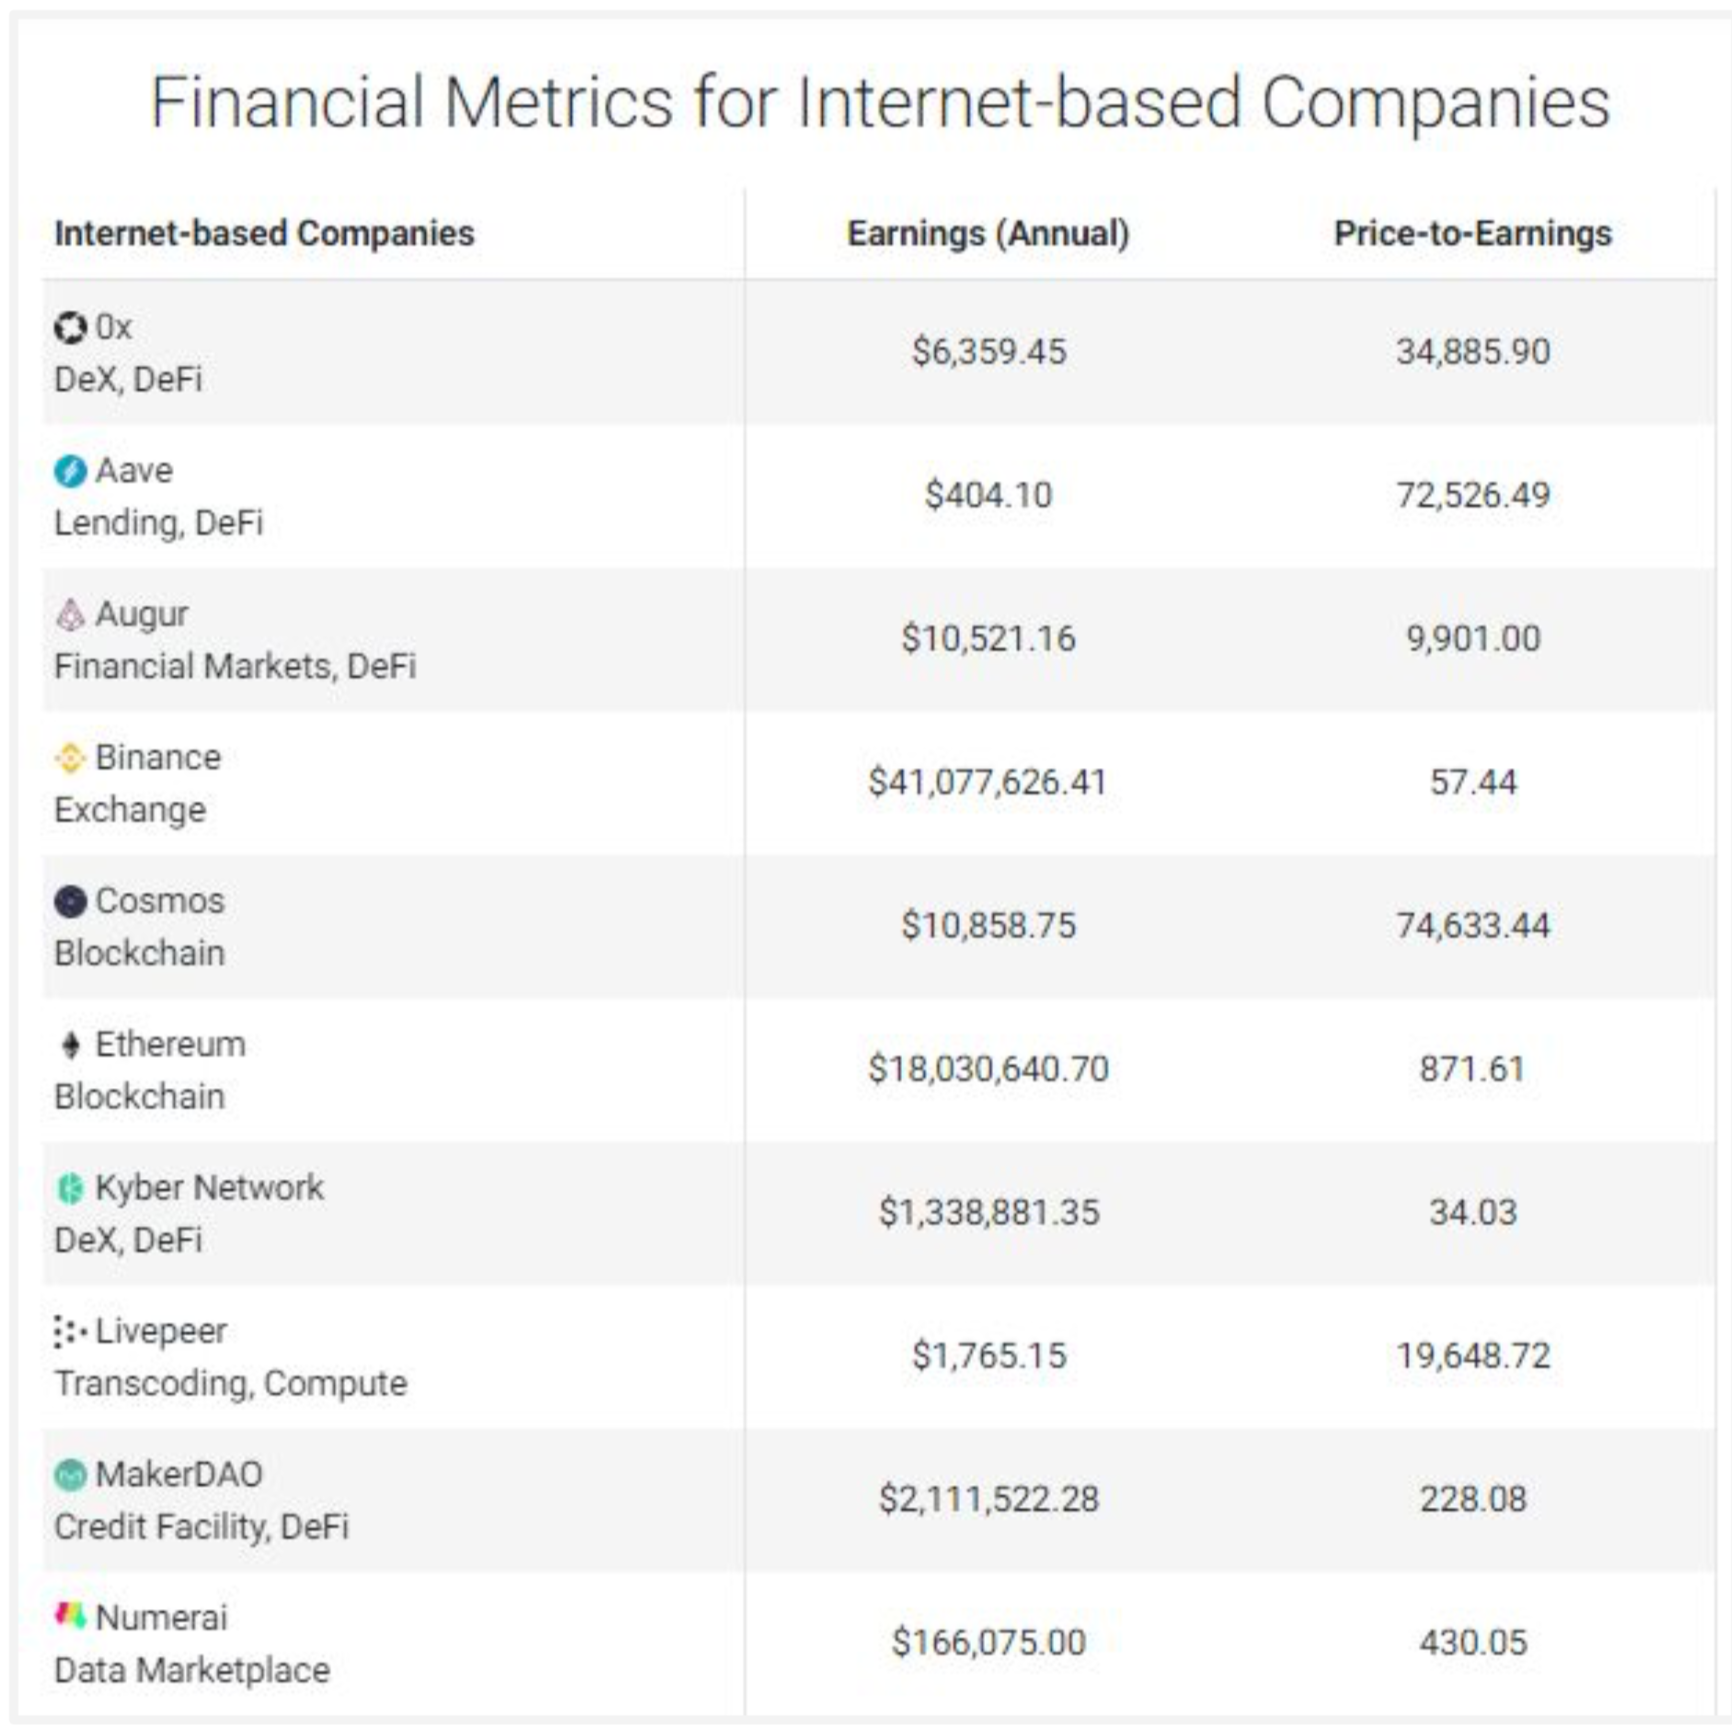 Financial Metrics for Internet-based Companies
Internet-based Companies Earnings (Annual) Price-to-Earnings
0x
DeX, DeFi
$6,359.45 34,885.90
Aave
Lending, DeFi
$404.10 72,526.49
Augur
Financial Markets, DeFi
$10,521.16 9,901.00
Binance
Exchange
$41,077,626.41 57.44
Cosmos
Blockchain
$10,858.75 74,633.44
Ethereum
Blockchain
$18,030,640.70 871.61
Kyber Network
DeX, DeFi
$1,338,881.35 34.03
Livepeer
Transcoding, Compute
$1,765.15 19,648.72
MakerDAO
Credit Facility, DeFi
$2,111,522.28 228.08
Numerai
Data Marketplace
$166,075.00 430.05